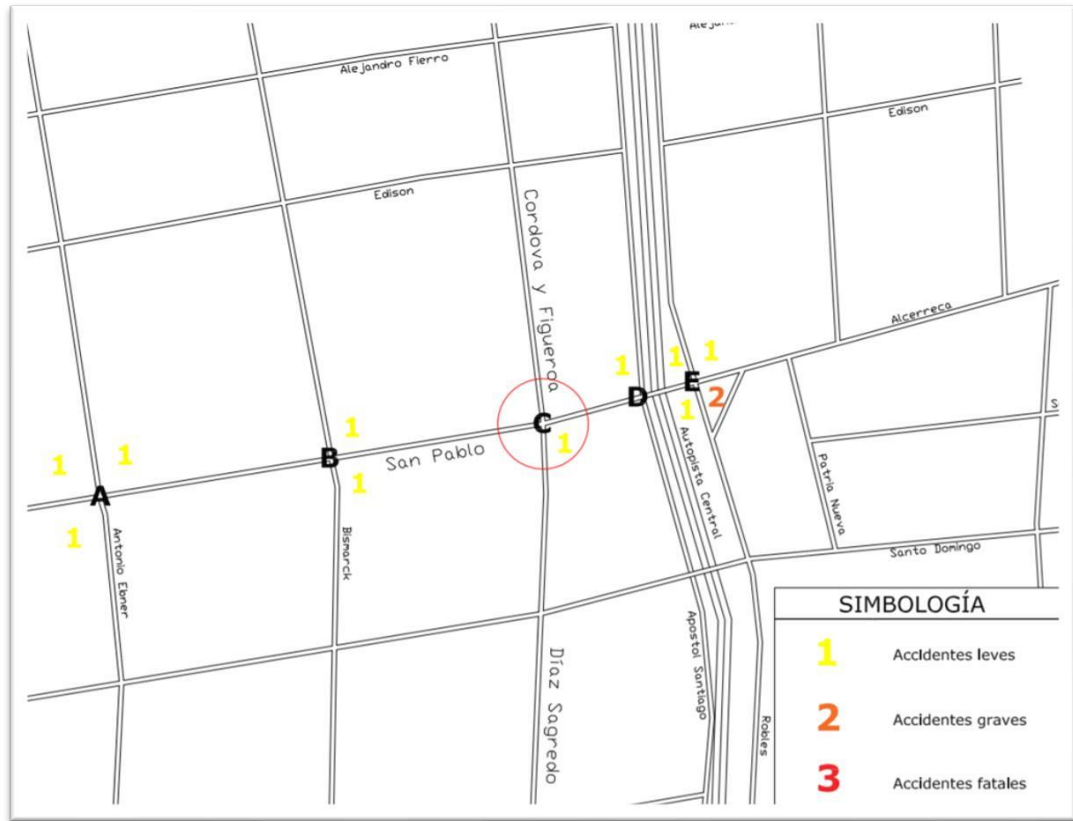 Alejandro Fierro
Edison
Edison
Cordova y Figueroa
Alcerreca
1
1
1
1
E
D
2
1
1
C
1
San Pablo
B
1
1
1
A
1
Autopista Central
Patria Nueva
Antonio Ebner
Bismarck
Santo Domingo
Díaz Sagredo
Apostol Santiago
Robles
SIMBOLOGÍA
1 Accidentes leves
2 Accidentes graves
3 Accidentes fatales